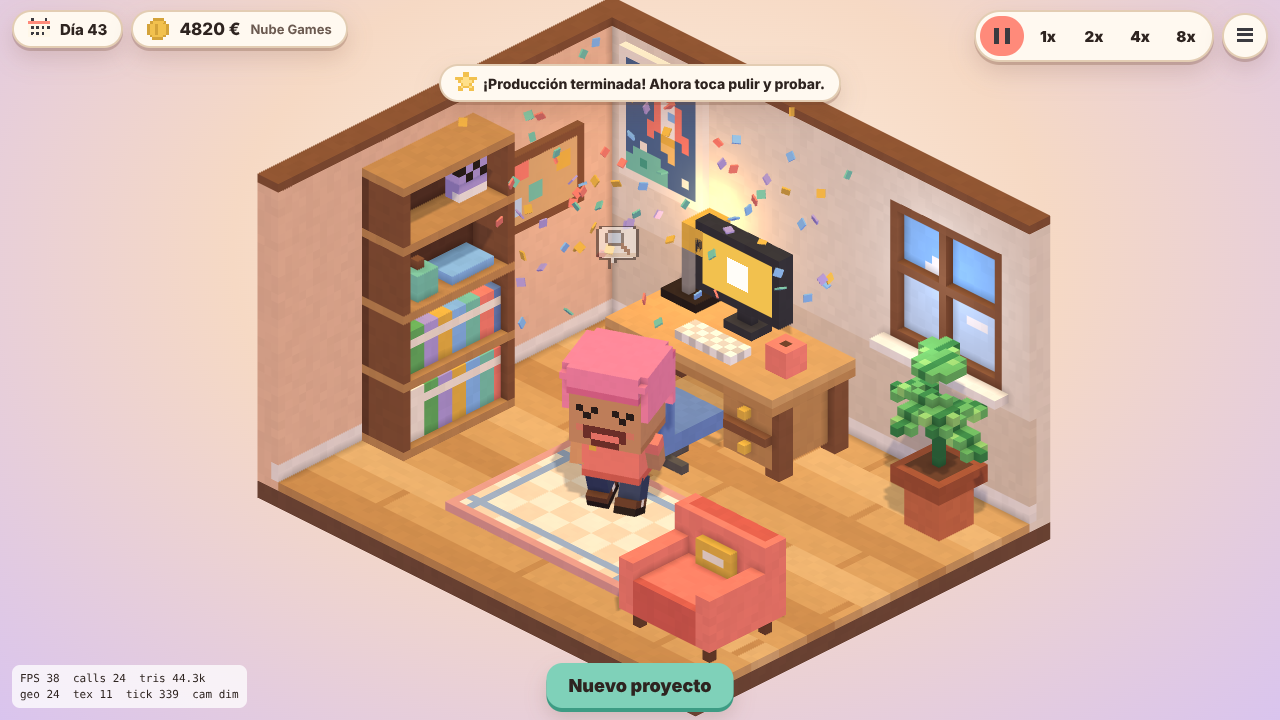 Día 43
4820 € Nube Games
1x 2x 4x 8x
¡Producción terminada! Ahora toca pulir y probar.
FPS 38 calls 24 tris 44.3k
geo 24 tex 11 tick 339 cam dim
Nuevo proyecto